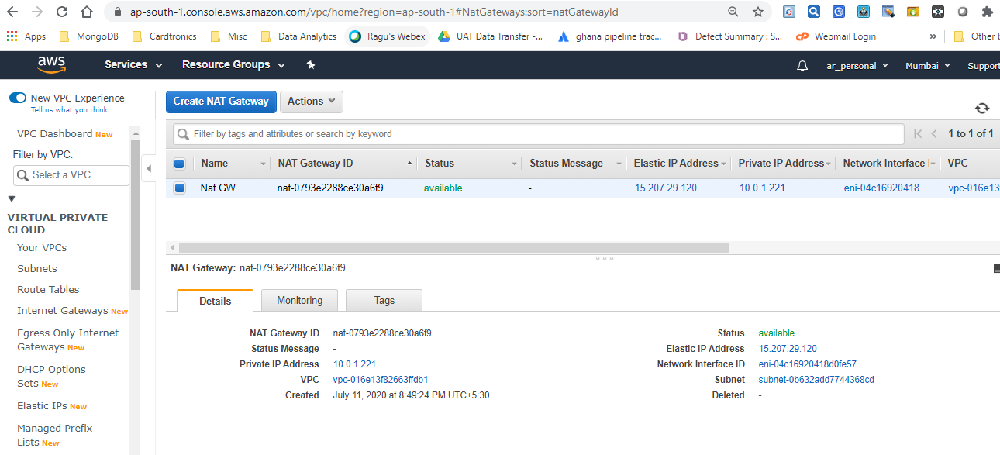 ap-south-1.console.aws.amazon.com/vpc/home?region=ap-south-1#NatGateways:sort=natGatewayId
Apps MongoDB Cardtronics Misc Data Analytics Ragu's Webex UAT Data Transfer -... ghana pipeline trac... Defect Summary : S... cP Webmail Login » Other b
aws Services Resource Groups ar_personal Mumbai Support
New VPC Experience
Tell us what you think
Create NAT Gateway Actions
VPC Dashboard New
Filter by VPC:
Select a VPC
Filter by tags and attributes or search by keyword 1 to 1 of 1
Name NAT Gateway ID Status Status Message Elastic IP Address Private IP Address Network Interface VPC
Nat GW nat-0793e2288ce30a6f9 available - 15.207.29.120 10.0.1.221 eni-04c16920418... vpc-016e13f
VIRTUAL PRIVATE
CLOUD
Your VPCs
Subnets
Route Tables
Internet Gateways New
Egress Only Internet
Gateways New
DHCP Options
Sets New
Elastic IPs New
Managed Prefix
Lists New
NAT Gateway: nat-0793e2288ce30a6f9
Details Monitoring Tags
NAT Gateway ID nat-0793e2288ce30a6f9 Status available
Status Message - Elastic IP Address 15.207.29.120
Private IP Address 10.0.1.221 Network Interface ID eni-04c16920418d0fe57
VPC vpc-016e13f82663ffdb1 Subnet subnet-0b632add7744368cd
Created July 11, 2020 at 8:49:24 PM UTC+5:30 Deleted -